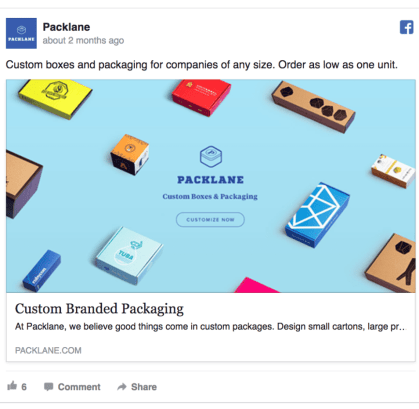 PACKLANE
Packlane
about 2 months ago
Custom boxes and packaging for companies of any size. Order as low as one unit.
PACKLANE
Custom Boxes & Packaging
CUSTOMIZE NOW
TUBA
Custom Branded Packaging
At Packlane, we believe good things come in custom packages. Design small cartons, large pr...
PACKLANE.COM
6 Comment Share